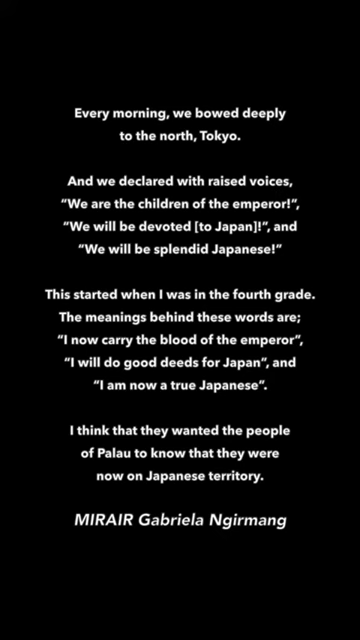 Every morning, we bowed deeply
to the north, Tokyo.
And we declared with raised voices,
“We are the children of the emperor!”,
“We will be devoted [to Japan]!”, and
“We will be splendid Japanese!”
This started when I was in the fourth grade.
The meanings behind these words are;
“I now carry the blood of the emperor”,
“I will do good deeds for Japan”, and
“I am now a true Japanese”.
I think that they wanted the people
of Palau to know that they were
now on Japanese territory.
MIRAIR Gabriela Ngirmang